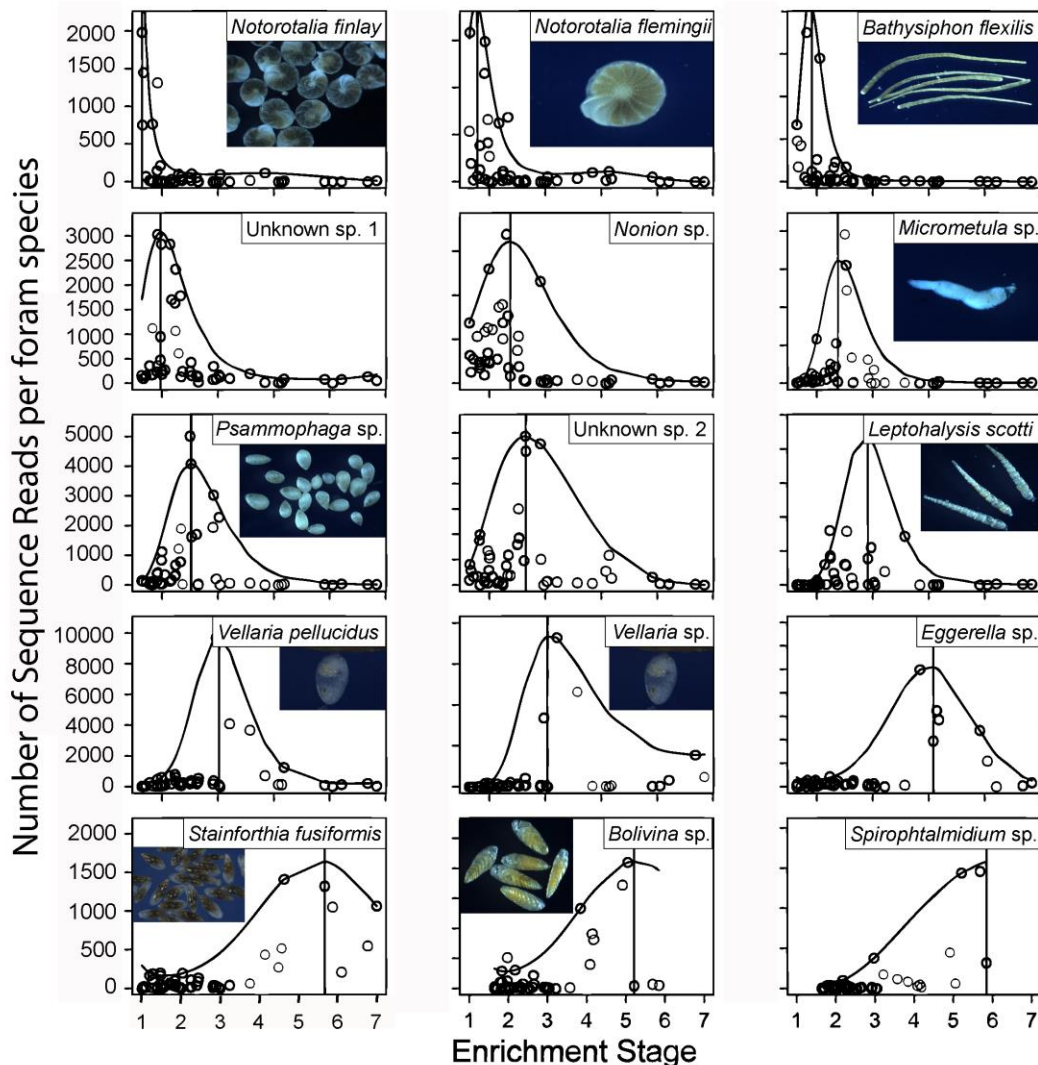 Number of Sequence Reads per foram species
Notorotalia finlay
2000
1500
1000
500
0
Notorotalia flemingii
Bathysiphon flexilis
Unknown sp. 1
3500
3000
2500
2000
1500
1000
500
0
Nonion sp.
Micrometula sp.
Psammophaga sp.
5000
4000
3000
2000
1000
0
Unknown sp. 2
Leptohalysis scotti
Vellaria pellucidus
10000
8000
6000
4000
2000
0
Vellaria sp.
Eggerella sp.
Stainforthia fusiformis
2000
1500
1000
500
0
Bolivina sp.
Spirophtalmidium sp.
1 2 3 4 5 6 7
1 2 3 4 5 6 7
1 2 3 4 5 6 7
Enrichment Stage